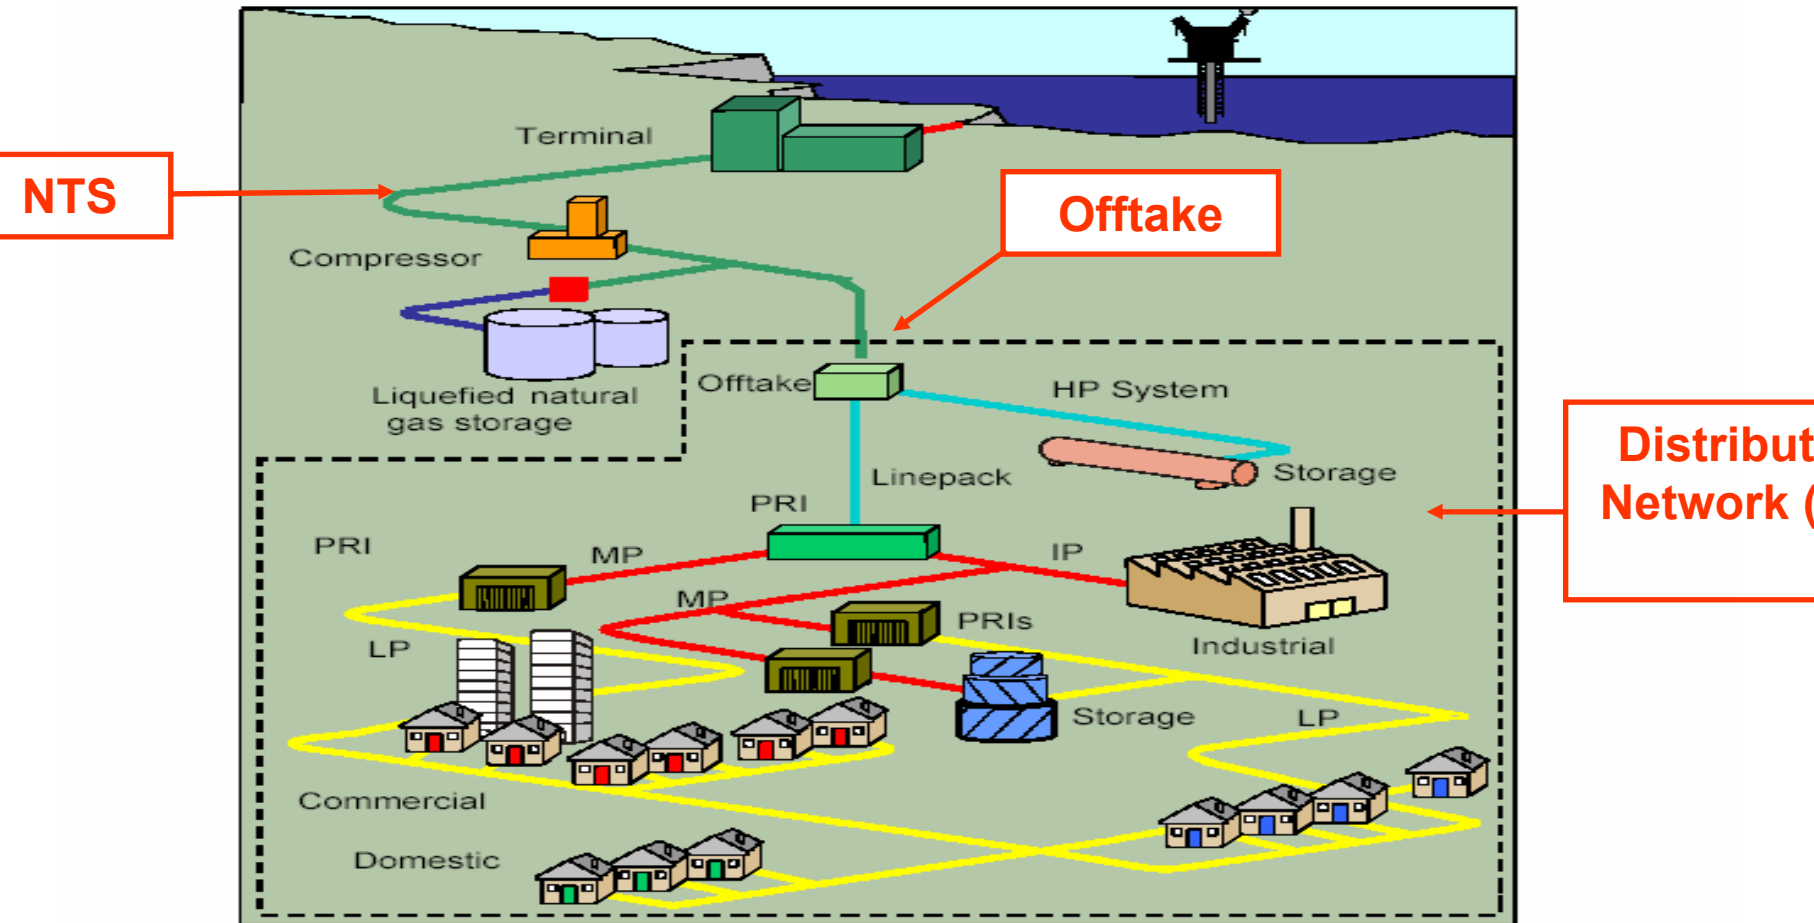 Terminal
NTS
Offtake
Compressor
Offtake
HP System
Liquefied natural
gas storage
Distribut
Network (
Linepack
Storage
PRI
PRI
MP
IP
MP
PRIs
LP
Industrial
Storage
LP
Commercial
Domestic